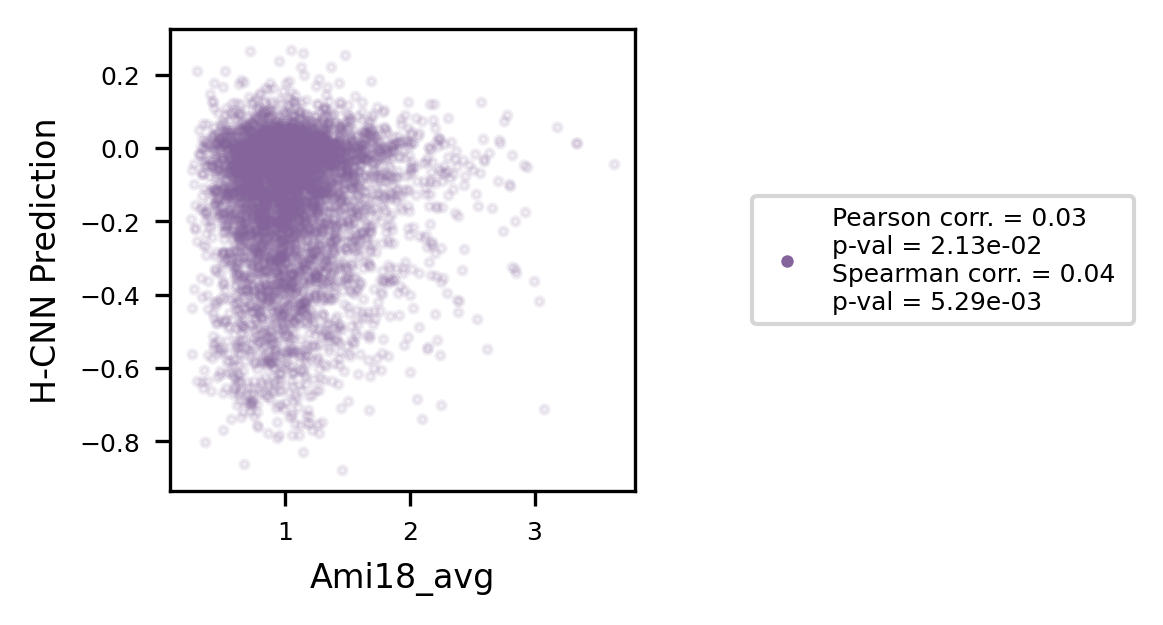 H-CNN Prediction
0.2
0.0
−0.2
−0.4
−0.6
−0.8
1 2 3
Ami18_avg
Pearson corr. = 0.03
p-val = 2.13e-02
Spearman corr. = 0.04
p-val = 5.29e-03